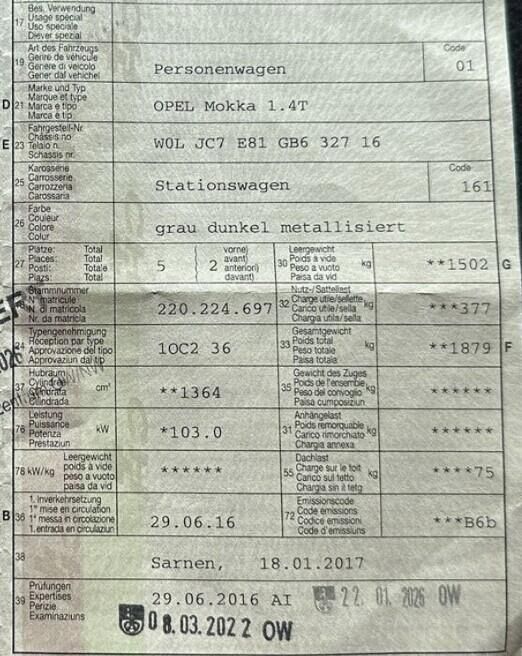 17 Bes. Verwendung
Usage spécial
Uso speciale
Diever spezial
19 Art des Fahrzeugs
Genre de véhicule
Genere di veicolo
Gener dal vehichel
Personenwagen
Code
01
D 21 Marke und Typ
Marque et type
Marca e tipo
Marca e tip
OPEL Mokka 1.4T
E 23 Fahrgestell-Nr.
Châssis no
Telaio n.
Schassis nr.
W0L JC7 E81 GB6 327 16
25 Karosserie
Carrosserie
Carrozzeria
Carossaria
Stationswagen
Code
161
26 Farbe
Couleur
Colore
Colur
grau dunkel metallisiert
27 Plätze: Total
Places: Total
Posti: Totale
Plazs: Total
5
2
vorne)
avant)
anteriori)
davant)
30 Leergewicht
Poids à vide
Peso a vuoto
Paisa da vid
kg
**1502 G
Stammnummer
N° matricule
N. di matricola
Nr. da matricla
220.224.697
32 Nutz-/Sattellast
Charge utile/sellette
Carico utile/sella
Chargia utila/sella
kg
***377
24 Typengenehmigung
Réception par type
Approvazione del tipo
Approvaziun dal tip
1OC2 36
33 Gesamtgewicht
Poids total
Peso totale
Paisa totale
kg
**1879 F
37 Hubraum
Cylindrée
Cilindrata
Cilindrada
cm³
**1364
35 Gewicht des Zuges
Poids de l'ensemble
Peso del convoglio
Paisa cumposiziun
kg
******
76 Leistung
Puissance
Potenza
Prestaziun
kW
*103.0
31 Anhängelast
Poids remorquable
Carico rimorchiato
Chargia annexa
kg
******
78 kW/kg
Leergewicht
poids à vide
peso a vuoto
paisa da vid
******
55 Dachlast
Charge sur le toit
Carico sul tetto
Chargia sin il tetg
kg
****75
B 36 1. Inverkehrsetzung
1re mise en circulation
1a messa in circolazione
1. entrada en circulaziun
29.06.16
72 Emissionscode
Code émissions
Codice emissioni
Code d'emissiuns
***B6b
38
Sarnen, 18.01.2017
39 Prüfungen
Expertises
Perizie
Examinaziuns
29.06.2016 AI
22. 01. 2026 OW
08.03.2022 OW